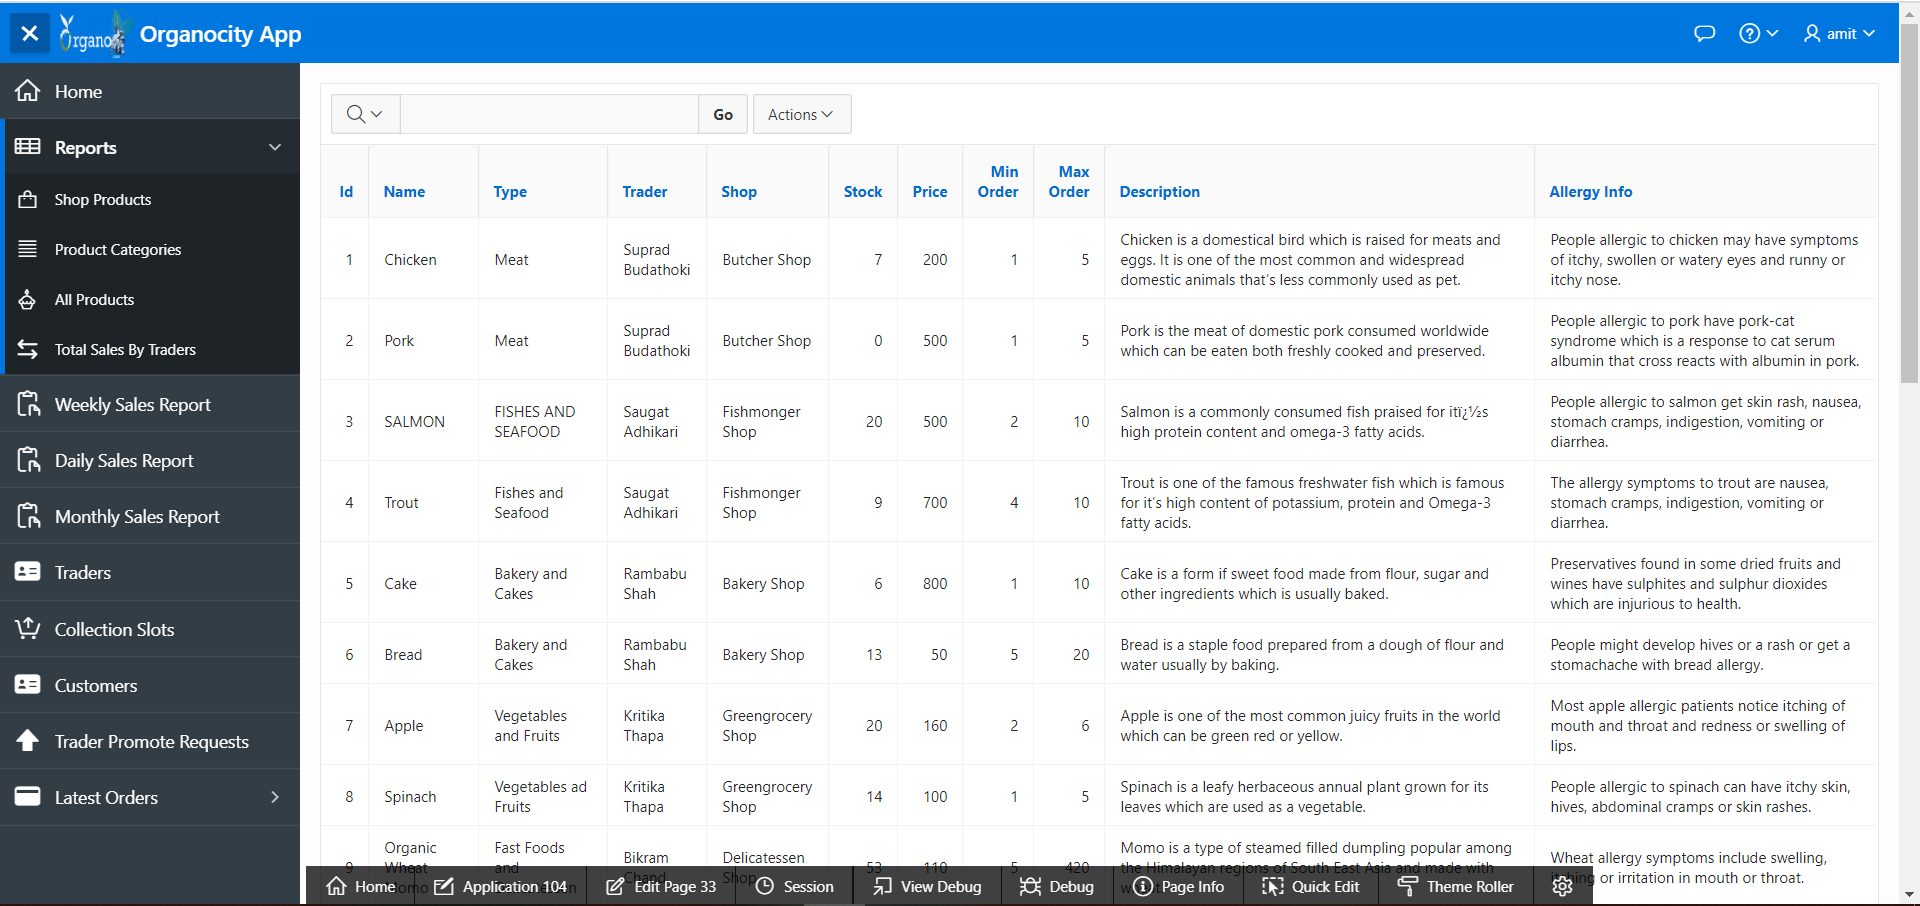 Organo
Organocity App
amit
Home
Reports
Shop Products
Product Categories
All Products
Total Sales By Traders
Weekly Sales Report
Daily Sales Report
Monthly Sales Report
Traders
Collection Slots
Customers
Trader Promote Requests
Latest Orders
Go
Actions
Id
Name
Type
Trader
Shop
Stock
Price
Min
Order
Max
Order
Description
Allergy Info
1
Chicken
Meat
Suprad
Budathoki
Butcher Shop
7
200
1
5
Chicken is a domestical bird which is raised for meats and
eggs. It is one of the most common and widespread
domestic animals that's less commonly used as pet.
People allergic to chicken may have symptoms
of itchy, swollen or watery eyes and runny or
itchy nose.
2
Pork
Meat
Suprad
Budathoki
Butcher Shop
0
500
1
5
Pork is the meat of domestic pork consumed worldwide
which can be eaten both freshly cooked and preserved.
People allergic to pork have pork-cat
syndrome which is a response to cat serum
albumin that cross reacts with albumin in pork.
3
SALMON
FISHES AND
SEAFOOD
Saugat
Adhikari
Fishmonger
Shop
20
500
2
10
Salmon is a commonly consumed fish praised for itï¿½s
high protein content and omega-3 fatty acids.
People allergic to salmon get skin rash, nausea,
stomach cramps, indigestion, vomiting or
diarrhea.
4
Trout
Fishes and
Seafood
Saugat
Adhikari
Fishmonger
Shop
9
700
4
10
Trout is one of the famous freshwater fish which is famous
for it's high content of potassium, protein and Omega-3
fatty acids.
The allergy symptoms to trout are nausea,
stomach cramps, indigestion, vomiting or
diarrhea.
5
Cake
Bakery and
Cakes
Rambabu
Shah
Bakery Shop
6
800
1
10
Cake is a form if sweet food made from flour, sugar and
other ingredients which is usually baked.
Preservatives found in some dried fruits and
wines have sulphites and sulphur dioxides
which are injurious to health.
6
Bread
Bakery and
Cakes
Rambabu
Shah
Bakery Shop
13
50
5
20
Bread is a staple food prepared from a dough of flour and
water usually by baking.
People might develop hives or a rash or get a
stomachache with bread allergy.
7
Apple
Vegetables
and Fruits
Kritika
Thapa
Greengrocery
Shop
20
160
2
6
Apple is one of the most common juicy fruits in the world
which can be green red or yellow.
Most apple allergic patients notice itching of
mouth and throat and redness or swelling of
lips.
8
Spinach
Vegetables ad
Fruits
Kritika
Thapa
Greengrocery
Shop
14
100
1
5
Spinach is a leafy herbaceous annual plant grown for its
leaves which are used as a vegetable.
People allergic to spinach can have itchy skin,
hives, abdominal cramps or skin rashes.
9
Organic
Wheat
Momo
Fast Foods
and
Bikram
Chand
Delicatessen
Shop
53
110
5
420
Momo is a type of steamed filled dumpling popular among
the Himalayan regions of South East Asia and made with
Wheat allergy symptoms include swelling,
itching or irritation in mouth or throat.
Home
Application 104
Edit Page 33
Session
View Debug
Debug
Page Info
Quick Edit
Theme Roller